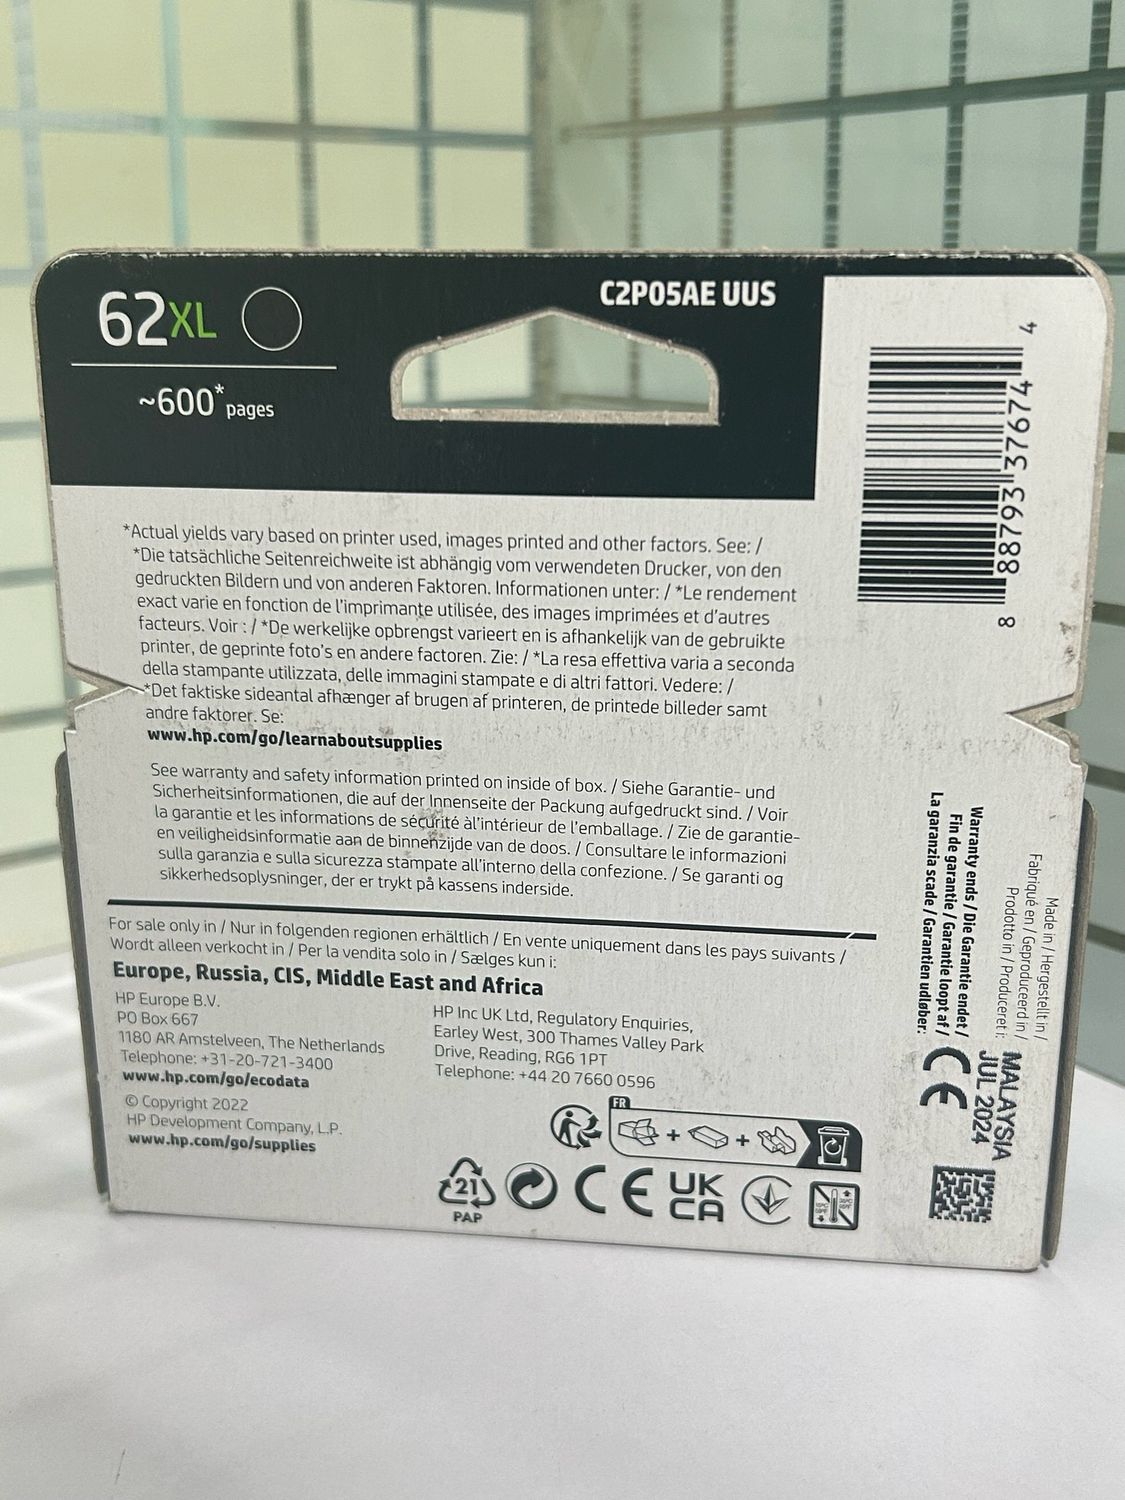 62XL
~600* pages
C2P05AE UUS
*Actual yields vary based on printer used, images printed and other factors. See: /
*Die tatsächliche Seitenreichweite ist abhängig vom verwendeten Drucker, von den
gedruckten Bildern und von anderen Faktoren. Informationen unter: / *Le rendement
exact varie en fonction de l'imprimante utilisée, des images imprimées et d'autres
facteurs. Voir : / *De werkelijke opbrengst varieert en is afhankelijk van de gebruikte
printer, de geprinte foto's en andere factoren. Zie: / *La resa effettiva varia a seconda
della stampante utilizzata, delle immagini stampate e di altri fattori. Vedere: /
*Det faktiske sideantal afhænger af brugen af printeren, de printede billeder samt
andre faktorer. Se:
www.hp.com/go/learnaboutsupplies
See warranty and safety information printed on inside of box. / Siehe Garantie- und
Sicherheitsinformationen, die auf der Innenseite der Packung aufgedruckt sind. / Voir
la garantie et les informations de sécurité àl'intérieur de l'emballage. / Zie de garantie-
en veiligheidsinformatie aan de binnenzijde van de doos. / Consultare le informazioni
sulla garanzia e sulla sicurezza stampate all'interno della confezione. / Se garanti og
sikkerhedsoplysninger, der er trykt på kassens inderside.
For sale only in / Nur in folgenden regionen erhältlich / En vente uniquement dans les pays suivants /
Wordt alleen verkocht in / Per la vendita solo in / Sælges kun i:
Europe, Russia, CIS, Middle East and Africa
HP Europe B.V.
PO Box 667
1180 AR Amstelveen, The Netherlands
Telephone: +31-20-721-3400
www.hp.com/go/ecodata
© Copyright 2022
HP Development Company, L.P.
www.hp.com/go/supplies
HP Inc UK Ltd, Regulatory Enquiries,
Earley West, 300 Thames Valley Park
Drive, Reading, RG6 1PT
Telephone: +44 20 7660 0596
FR
21
PAP
CE
UK
CA
8 88793 37674 4
Made in / Hergestellt in /
Fabriqué en / Geproduceerd in /
Prodotto in / Produceret i:
MALAYSIA
JUL 2024
Warranty ends / Die Garantie endet /
Fin de garantie / Garantie loopt af /
La garanzia scade / Garantien udløber:
CE